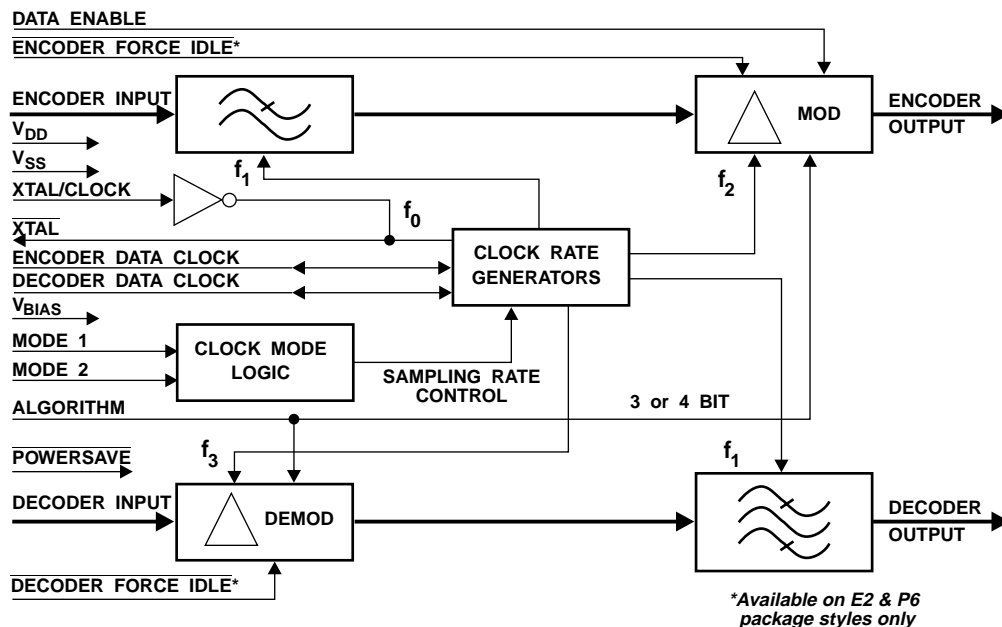 DATA ENABLE
ENCODER FORCE IDLE*
ENCODER INPUT
MOD
ENCODER
OUTPUT
VDD
VSS
f1
f2
XTAL/CLOCK
f0
XTAL
CLOCK RATE
GENERATORS
ENCODER DATA CLOCK
DECODER DATA CLOCK
VBIAS
MODE 1
MODE 2
CLOCK MODE
LOGIC
SAMPLING RATE
CONTROL
ALGORITHM
3 or 4 BIT
POWERSAVE
f3
f1
DECODER INPUT
DEMOD
DECODER
OUTPUT
DECODER FORCE IDLE*
*Available on E2 & P6
package styles only